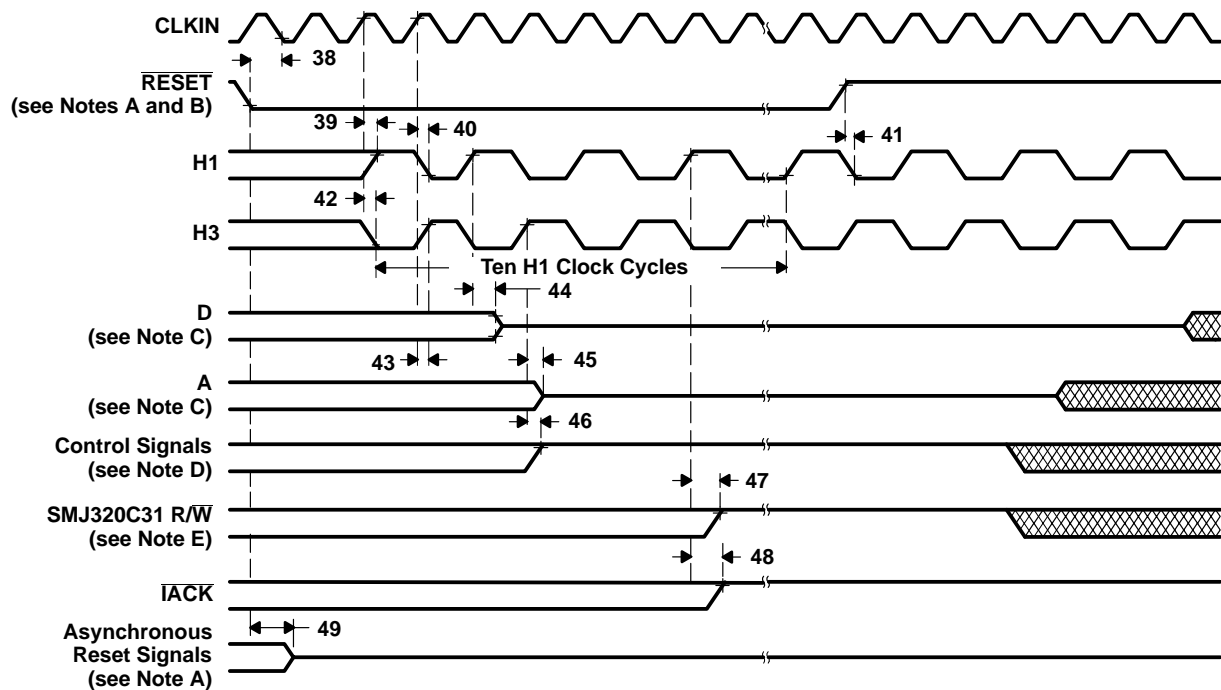 CLKIN
38
RESET
(see Notes A and B)
39
40
41
H1
42
H3
Ten H1 Clock Cycles
44
D
(see Note C)
43
45
A
(see Note C)
46
Control Signals
(see Note D)
47
SMJ320C31 R/W
(see Note E)
48
IACK
49
Asynchronous
Reset Signals
(see Note A)